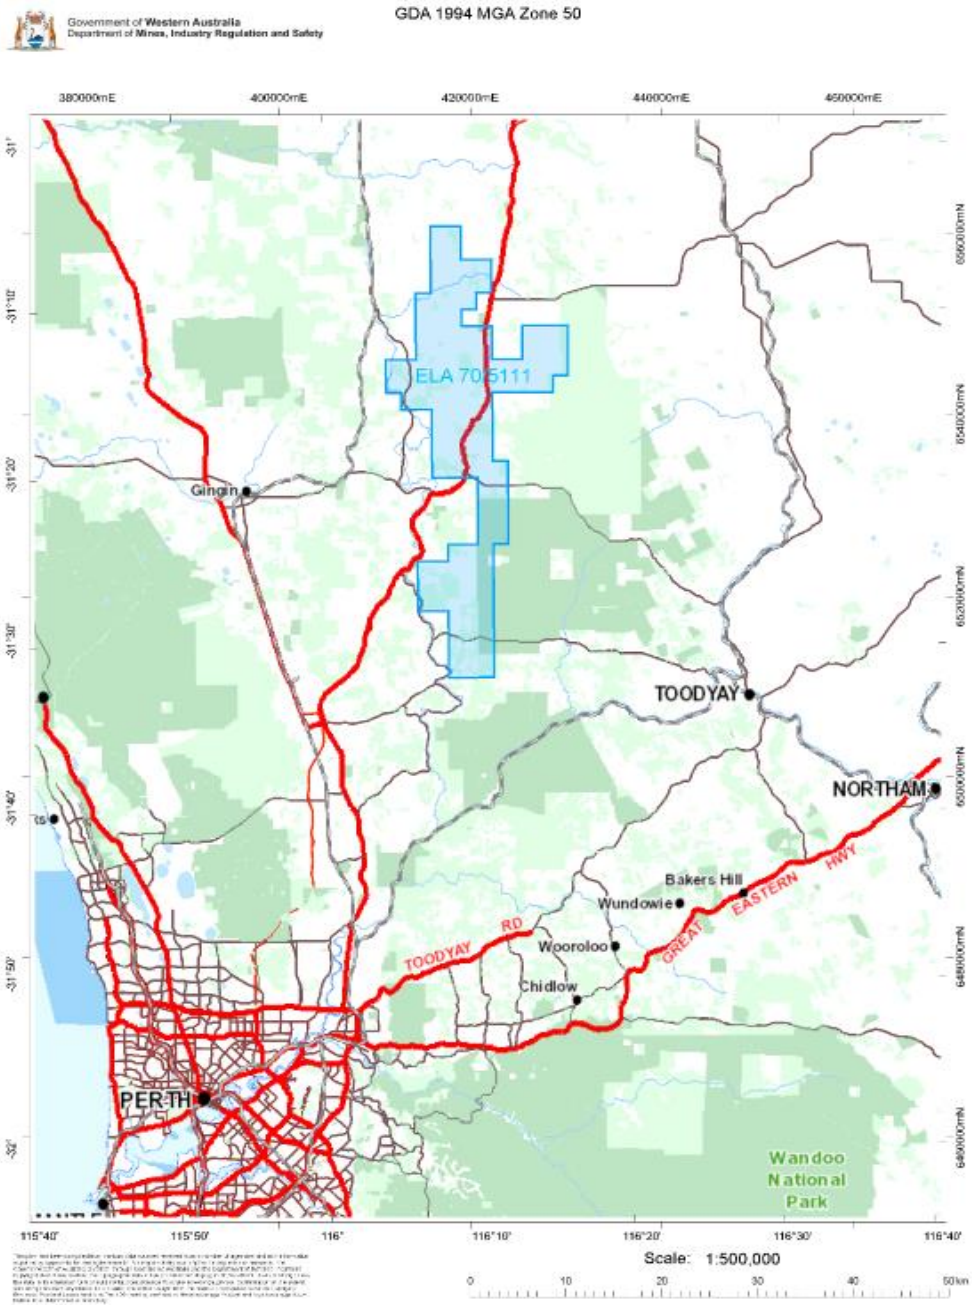 GDA 1994 MGA Zone 50
Government of Western Australia
Department of Mines, Industry Regulation and Safety
380000mE 400000mE 420000mE 440000mE 460000mE
-31°
6560000mN
-31°10'
ELA 70/5111
6540000mN
-31°20'
Gingin
6520000mN
-31°30'
TOODYAY
6500000mN
NORTHAM
-31°40'
Bakers Hill
GREAT EASTERN HWY
Wundowie
TOODYAY RD
Wooroloo
6480000mN
-31°50'
Chidlow
PERTH
6460000mN
-32°
Wandoo
National
Park
115°40' 115°50' 116° 116°10' 116°20' 116°30' 116°40'
Scale: 1:500,000
0 10 20 30 40 50km